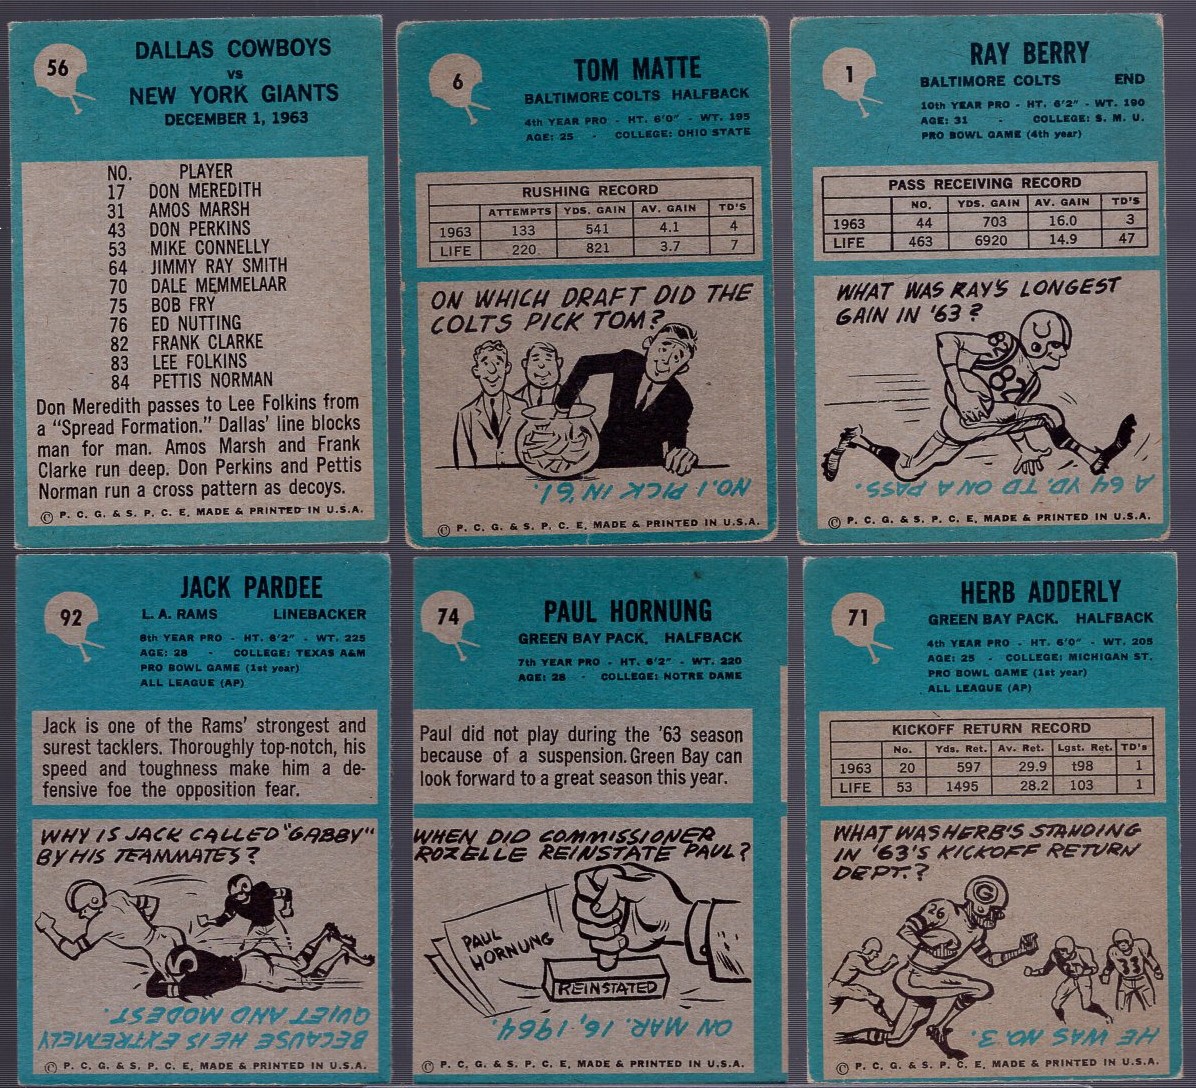 56
DALLAS COWBOYS
VS
NEW YORK GIANTS
DECEMBER 1, 1963
NO. PLAYER
17 DON MEREDITH
31 AMOS MARSH
43 DON PERKINS
53 MIKE CONNELLY
64 JIMMY RAY SMITH
70 DALE MEMMELAAR
75 BOB FRY
76 ED NUTTING
82 FRANK CLARKE
83 LEE FOLKINS
84 PETTIS NORMAN
Don Meredith passes to Lee Folkins from
a "Spread Formation." Dallas' line blocks
man for man. Amos Marsh and Frank
Clarke run deep. Don Perkins and Pettis
Norman run a cross pattern as decoys.
© P. C. G. & S. P. C. E, MADE & PRINTED IN U.S.A.
6
TOM MATTE
BALTIMORE COLTS HALFBACK
4th YEAR PRO - HT. 6'0" - WT. 195
AGE: 25 - COLLEGE: OHIO STATE
RUSHING RECORD
ATTEMPTS YDS. GAIN AV. GAIN TD'S
1963 133 541 4.1 4
LIFE 220 821 3.7 7
ON WHICH DRAFT DID THE
COLTS PICK TOM?
NO. 1 PICK IN '61.
© P. C. G. & S. P. C. E, MADE & PRINTED IN U.S.A.
1
RAY BERRY
BALTIMORE COLTS END
10th YEAR PRO - HT. 6'2" - WT. 190
AGE: 31 - COLLEGE: S. M. U.
PRO BOWL GAME (4th year)
PASS RECEIVING RECORD
NO. YDS. GAIN AV. GAIN TD'S
1963 44 703 16.0 3
LIFE 463 6920 14.9 47
WHAT WAS RAY'S LONGEST
GAIN IN '63?
82
82
A 64 YD. TD ON A PASS.
© P. C. G. & S. P. C. E, MADE & PRINTED IN U.S.A.
92
JACK PARDEE
L. A. RAMS LINEBACKER
8th YEAR PRO - HT. 6'2" - WT. 225
AGE: 28 - COLLEGE: TEXAS A&M
PRO BOWL GAME (1st year)
ALL LEAGUE (AP)
Jack is one of the Rams' strongest and
surest tacklers. Thoroughly top-notch, his
speed and toughness make him a de-
fensive foe the opposition fear.
WHY IS JACK CALLED "GABBY"
BY HIS TEAMMATES?
BECAUSE HE IS EXTREMELY
QUIET AND MODEST.
© P. C. G. & S. P. C. E, MADE & PRINTED IN U.S.A.
74
PAUL HORNUNG
GREEN BAY PACK. HALFBACK
7th YEAR PRO - HT. 6'2" - WT. 220
AGE: 28 - COLLEGE: NOTRE DAME
Paul did not play during the '63 season
because of a suspension. Green Bay can
look forward to a great season this year.
WHEN DID COMMISSIONER
ROZELLE REINSTATE PAUL?
PAUL
HORNUNG
REINSTATED
ON MAR. 16, 1964.
© P. C. G. & S. P. C. E, MADE & PRINTED IN U.S.A.
71
HERB ADDERLY
GREEN BAY PACK. HALFBACK
4th YEAR PRO - HT. 6'0" - WT. 205
AGE: 25 - COLLEGE: MICHIGAN ST.
PRO BOWL GAME (1st year)
ALL LEAGUE (AP)
KICKOFF RETURN RECORD
No. Yds. Ret. Av. Ret. Lgst. Ret. TD's
1963 20 597 29.9 t98 1
LIFE 53 1495 28.2 103 1
WHAT WAS HERB'S STANDING
IN '63'S KICKOFF RETURN
DEPT.?
G
26
33
HE WAS NO. 3.
© P. C. G. & S. P. C. E, MADE & PRINTED IN U.S.A.